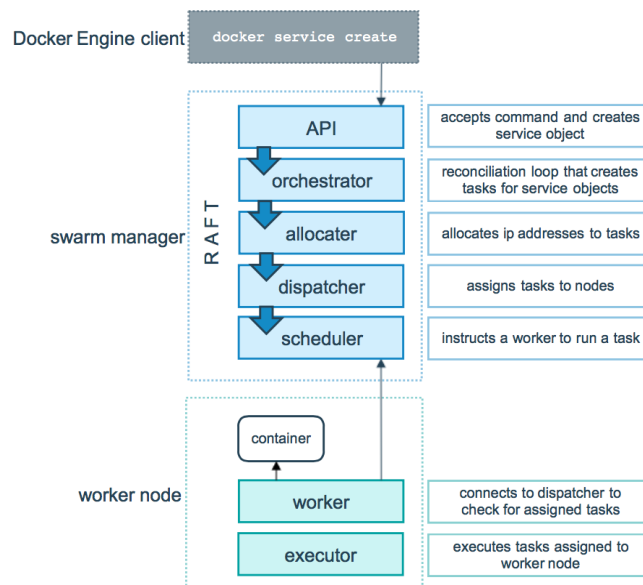 Docker Engine client
docker service create
API
accepts command and creates
service object
orchestrator
reconciliation loop that creates
tasks for service objects
RAFT
swarm manager
allocater
allocates ip addresses to tasks
dispatcher
assigns tasks to nodes
scheduler
instructs a worker to run a task
container
worker node
worker
connects to dispatcher to
check for assigned tasks
executor
executes tasks assigned to
worker node